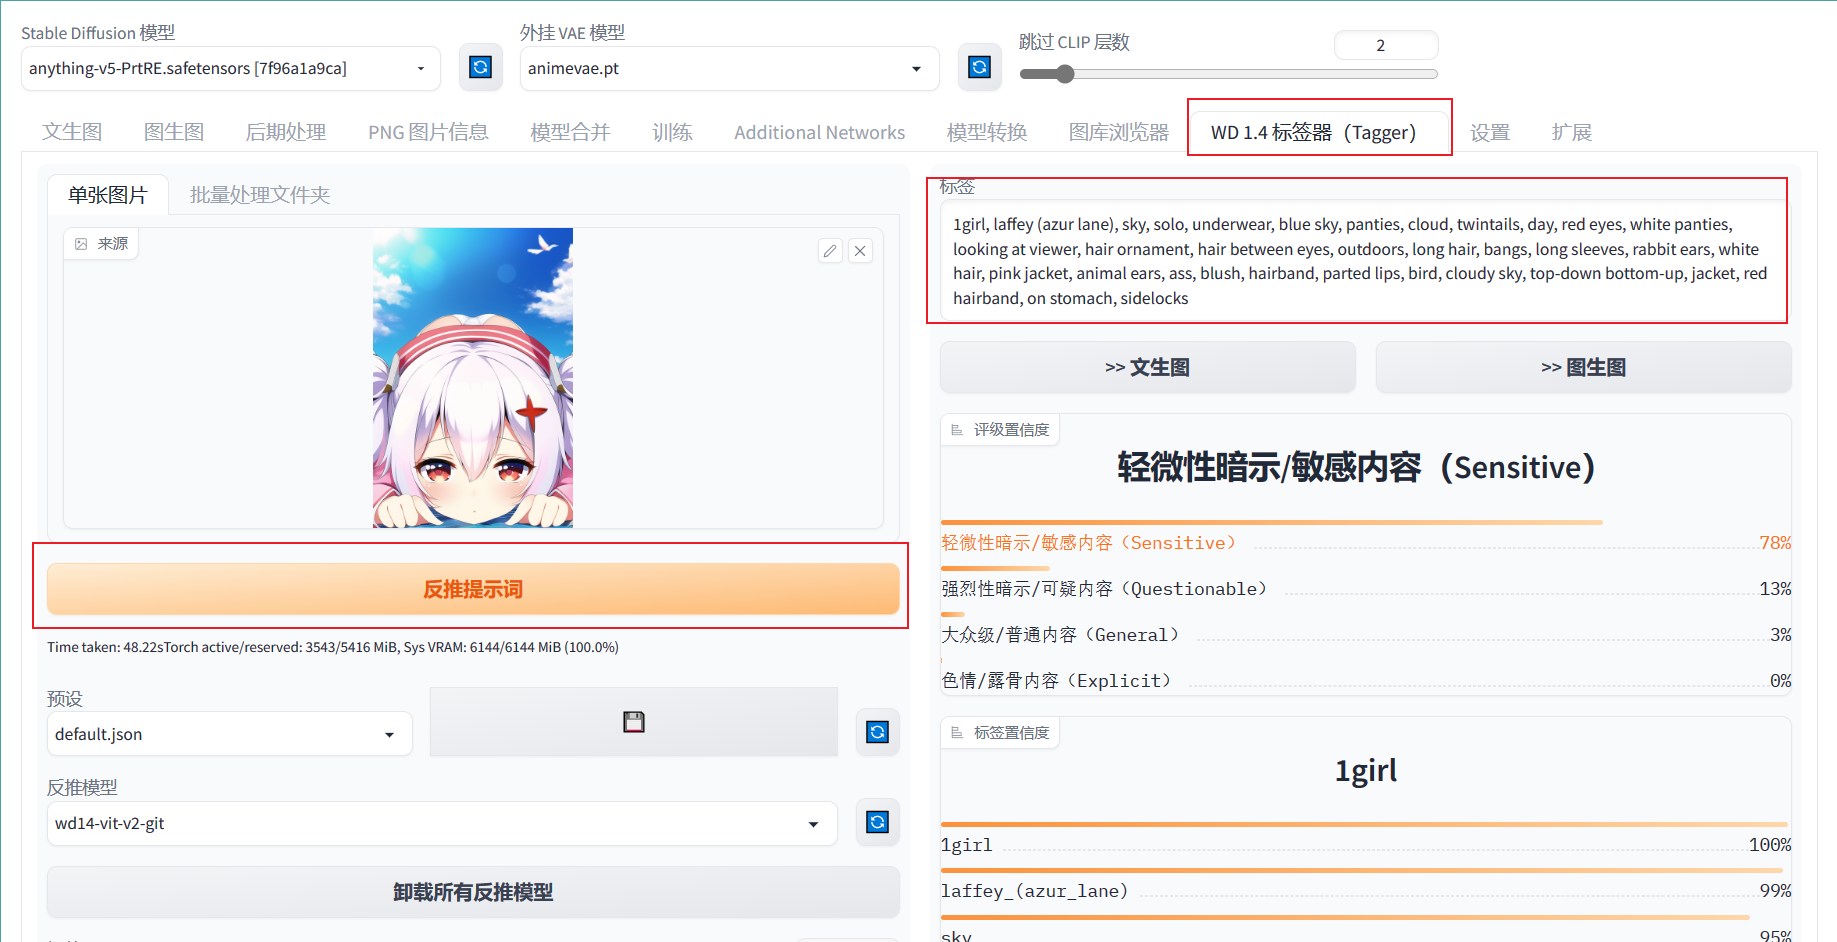 Stable Diffusion 模型
外挂 VAE 模型
跳过 CLIP 层数
2
anything-v5-PrtRE.safetensors [7f96a1a9ca]
animevae.pt
文生图
图生图
后期处理
PNG 图片信息
模型合并
训练
Additional Networks
模型转换
图库浏览器
WD 1.4 标签器（Tagger）
设置
扩展
单张图片
批量处理文件夹
来源
反推提示词
Time taken: 48.22sTorch active/reserved: 3543/5416 MiB, Sys VRAM: 6144/6144 MiB (100.0%)
预设
default.json
反推模型
wd14-vit-v2-git
卸载所有反推模型
标签
1girl, laffey (azur lane), sky, solo, underwear, blue sky, panties, cloud, twintails, day, red eyes, white panties,
looking at viewer, hair ornament, hair between eyes, outdoors, long hair, bangs, long sleeves, rabbit ears, white
hair, pink jacket, animal ears, ass, blush, hairband, parted lips, bird, cloudy sky, top-down bottom-up, jacket, red
hairband, on stomach, sidelocks
>> 文生图
>> 图生图
评级置信度
轻微性暗示/敏感内容（Sensitive）
轻微性暗示/敏感内容（Sensitive） 78%
强烈性暗示/可疑内容（Questionable） 13%
大众级/普通内容（General） 3%
色情/露骨内容（Explicit） 0%
标签置信度
1girl
1girl 100%
laffey_(azur_lane) 99%
sky 95%